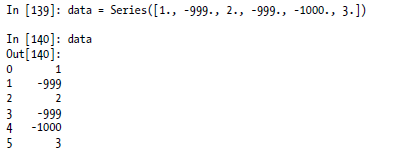 In [139]: data = Series([1., -999., 2., -999., -1000., 3.])
In [140]: data
Out[140]:
0 1
1 -999
2 2
3 -999
4 -1000
5 3